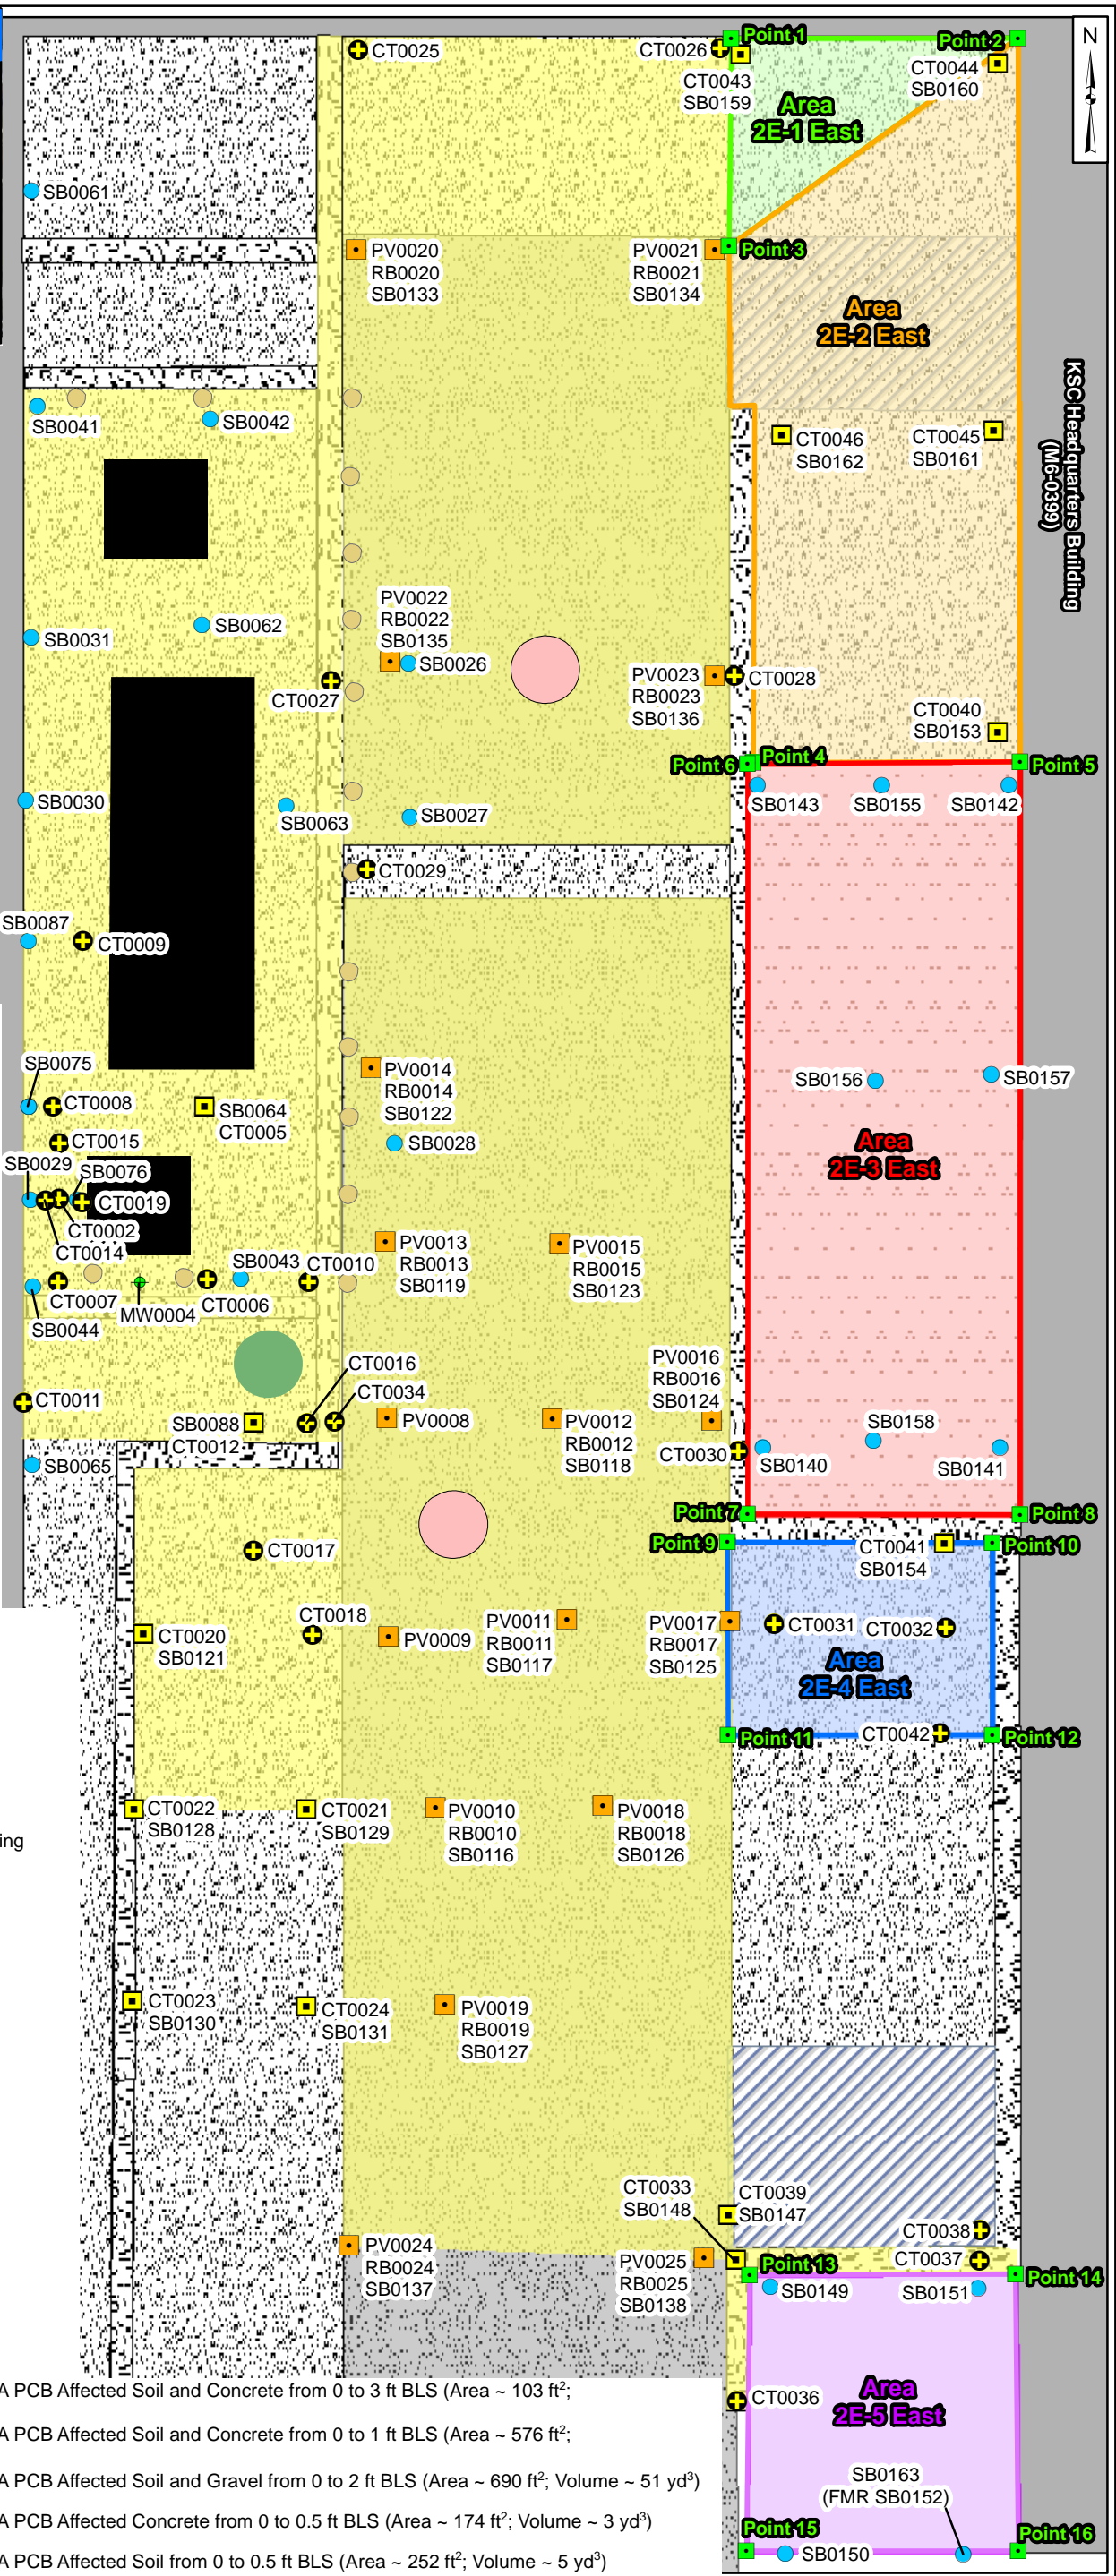 N
CT0025
CT0026
Point 1
Point 2
CT0043
SB0159
CT0044
SB0160
Area
2E-1 East
SB0061
PV0020
RB0020
SB0133
PV0021
RB0021
SB0134
Point 3
Area
2E-2 East
KSC Headquarters Building
(M6-0399)
SB0041
SB0042
CT0046
SB0162
CT0045
SB0161
PV0022
RB0022
SB0135
SB0026
SB0031
SB0062
CT0027
PV0023
RB0023
SB0136
CT0028
CT0040
SB0153
Point 6
Point 4
Point 5
SB0030
SB0063
SB0027
SB0143
SB0155
SB0142
CT0029
SB0087
CT0009
SB0075
CT0008
SB0064
CT0005
PV0014
RB0014
SB0122
SB0028
SB0156
SB0157
CT0015
Area
2E-3 East
SB0029
SB0076
CT0019
CT0002
CT0014
PV0013
RB0013
SB0119
PV0015
RB0015
SB0123
SB0043
CT0010
CT0007
MW0004
CT0006
SB0044
CT0016
CT0034
PV0016
RB0016
SB0124
CT0011
SB0088
CT0012
PV0008
PV0012
RB0012
SB0118
CT0030
SB0158
SB0140
SB0141
SB0065
Point 7
Point 8
Point 9
Point 10
CT0041
SB0154
CT0017
CT0018
CT0020
SB0121
PV0009
PV0011
RB0011
SB0117
PV0017
RB0017
SB0125
CT0031
CT0032
Area
2E-4 East
Point 11
CT0042
Point 12
CT0022
SB0128
CT0021
SB0129
PV0010
RB0010
SB0116
PV0018
RB0018
SB0126
ing
CT0023
SB0130
CT0024
SB0131
PV0019
RB0019
SB0127
CT0033
SB0148
CT0039
SB0147
CT0038
CT0037
PV0024
RB0024
SB0137
PV0025
RB0025
SB0138
Point 13
Point 14
SB0149
SB0151
CT0036
Area
2E-5 East
A PCB Affected Soil and Concrete from 0 to 3 ft BLS (Area ~ 103 ft²;
A PCB Affected Soil and Concrete from 0 to 1 ft BLS (Area ~ 576 ft²;
A PCB Affected Soil and Gravel from 0 to 2 ft BLS (Area ~ 690 ft²; Volume ~ 51 yd³)
A PCB Affected Concrete from 0 to 0.5 ft BLS (Area ~ 174 ft²; Volume ~ 3 yd³)
A PCB Affected Soil from 0 to 0.5 ft BLS (Area ~ 252 ft²; Volume ~ 5 yd³)
SB0163
(FMR SB0152)
Point 15
SB0150
Point 16